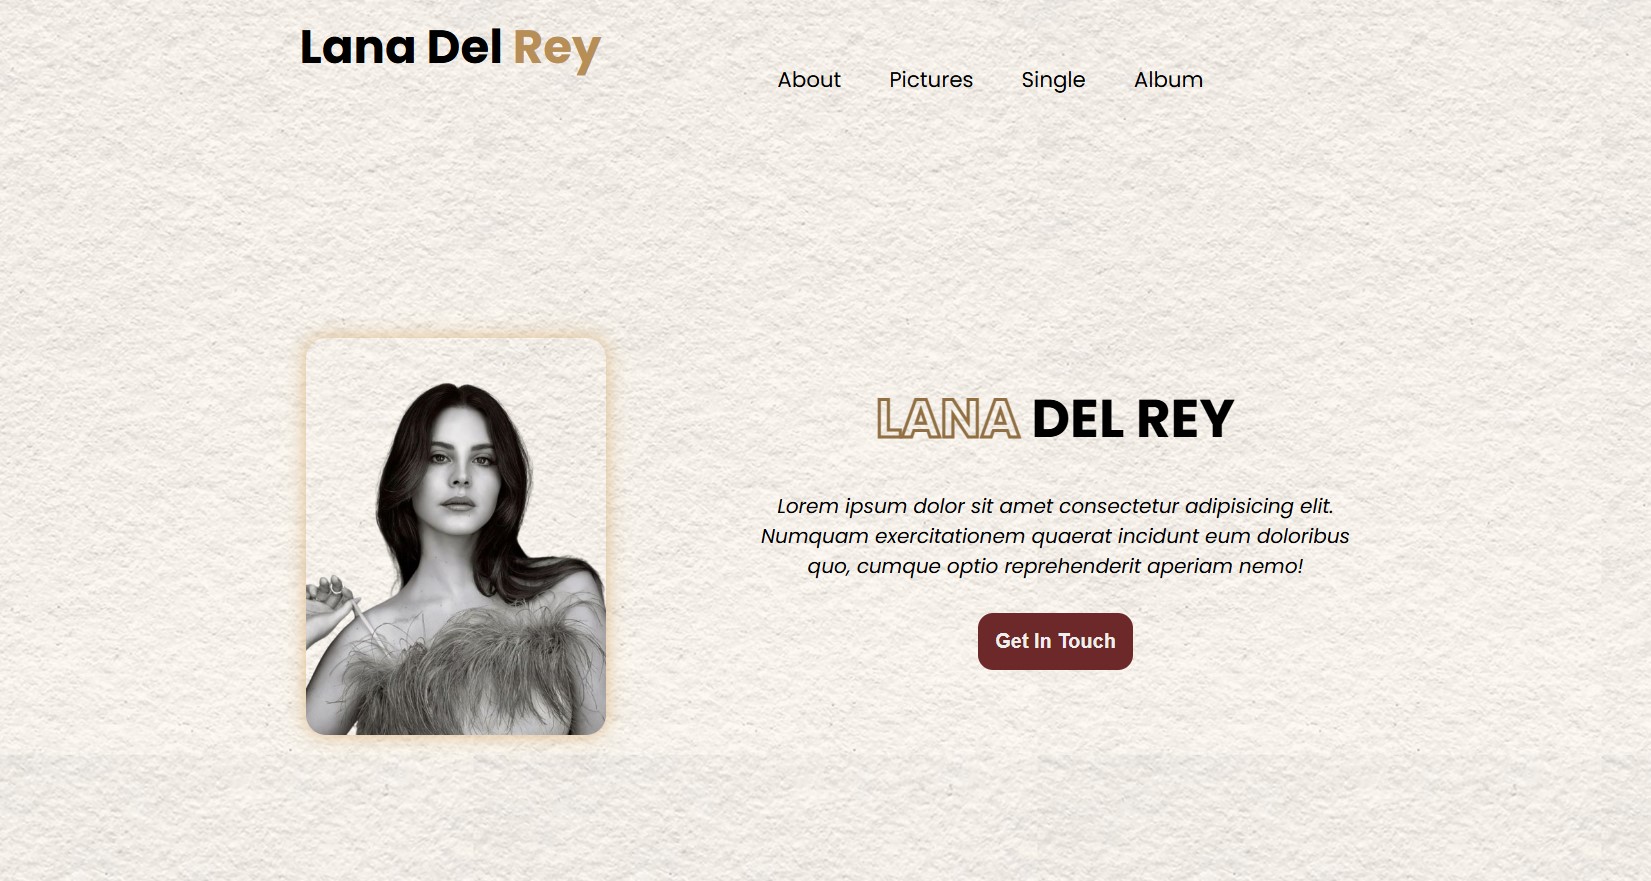 Lana Del Rey
About Pictures Single Album
LANA DEL REY
Lorem ipsum dolor sit amet consectetur adipisicing elit.
Numquam exercitationem quaerat incidunt eum doloribus
quo, cumque optio reprehenderit aperiam nemo!
Get In Touch